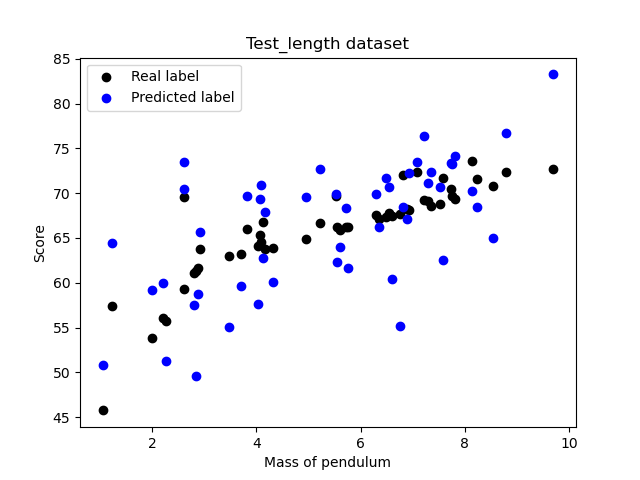 Test_length dataset
Real label
Predicted label
85
80
75
70
65
60
55
50
45
Score
2 4 6 8 10
Mass of pendulum